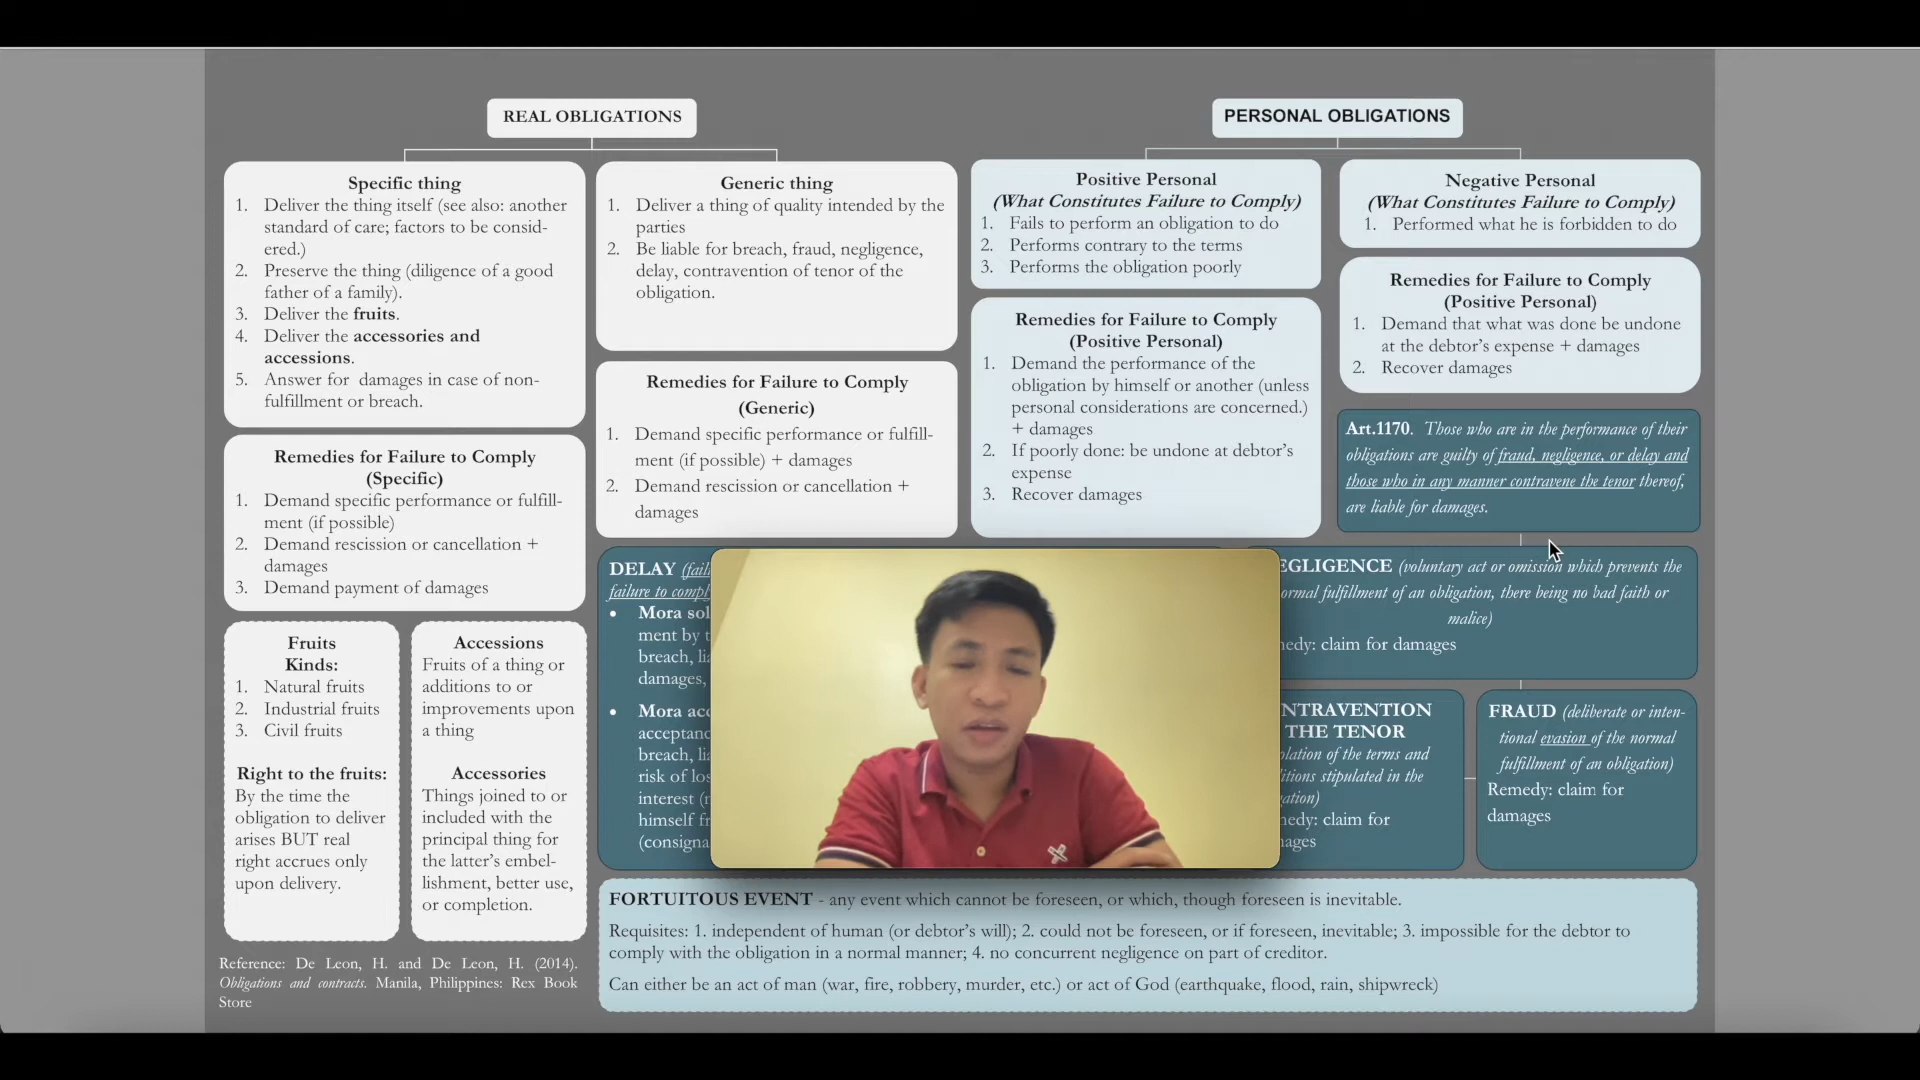 REAL OBLIGATIONS
Specific thing
1. Deliver the thing itself (see also: another
standard of care; factors to be consid-
ered.)
2. Preserve the thing (diligence of a good
father of a family).
3. Deliver the fruits.
4. Deliver the accessories and
accessions.
5. Answer for damages in case of non-
fulfillment or breach.
Remedies for Failure to Comply
(Specific)
1. Demand specific performance or fulfill-
ment (if possible)
2. Demand rescission or cancellation +
damages
3. Demand payment of damages
Fruits
Kinds:
1. Natural fruits
2. Industrial fruits
3. Civil fruits
Right to the fruits:
By the time the
obligation to deliver
arises BUT real
right accrues only
upon delivery.
Accessions
Fruits of a thing or
additions to or
improvements upon
a thing
Accessories
Things joined to or
included with the
principal thing for
the latter's embel-
lishment, better use,
or completion.
Reference: De Leon, H. and De Leon, H. (2014).
Obligations and contracts. Manila, Philippines: Rex Book
Store
Generic thing
1. Deliver a thing of quality intended by the
parties
2. Be liable for breach, fraud, negligence,
delay, contravention of tenor of the
obligation.
Remedies for Failure to Comply
(Generic)
1. Demand specific performance or fulfill-
ment (if possible) + damages
2. Demand rescission or cancellation +
damages
PERSONAL OBLIGATIONS
Positive Personal
(What Constitutes Failure to Comply)
1. Fails to perform an obligation to do
2. Performs contrary to the terms
3. Performs the obligation poorly
Remedies for Failure to Comply
(Positive Personal)
1. Demand the performance of the
obligation by himself or another (unless
personal considerations are concerned.)
+ damages
2. If poorly done: be undone at debtor's
expense
3. Recover damages
Negative Personal
(What Constitutes Failure to Comply)
1. Performed what he is forbidden to do
Remedies for Failure to Comply
(Positive Personal)
1. Demand that what was done be undone
at the debtor's expense + damages
2. Recover damages
Art.1170. Those who are in the performance of their
obligations are guilty of fraud, negligence, or delay and
those who in any manner contravene the tenor thereof,
are liable for damages.
DELAY
failure to
• Mora
ment by
breach,
damages,
• Mora
acceptance
breach,
risk of
interest
himself
EGLIGENCE (voluntary act or omission which prevents the
fulfillment of an obligation, there being no bad faith or
malice)
claim for damages
NTRAVENTION
THE TENOR
of the terms and
stipulated in the
claim for
FRAUD (deliberate or inten-
tional evasion of the normal
fulfillment of an obligation)
Remedy: claim for
damages
FORTUITOUS EVENT - any event which cannot be foreseen, or which, though foreseen is inevitable.
Requisites: 1. independent of human (or debtor's will); 2. could not be foreseen, or if foreseen, inevitable; 3. impossible for the debtor to
comply with the obligation in a normal manner; 4. no concurrent negligence on part of creditor.
Can either be an act of man (war, fire, robbery, murder, etc.) or act of God (earthquake, flood, rain, shipwreck)